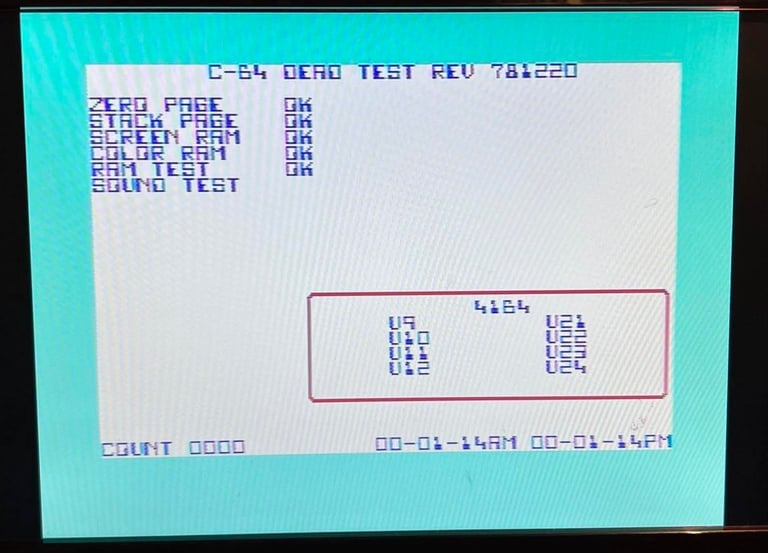 C-64 DEAD TEST REV 781220
ZERO PAGE OK
STACK PAGE OK
SCREEN RAM OK
COLOR RAM OK
RAM TEST OK
SOUND TEST
4164
U9 U21
U10 U22
U11 U23
U12 U24
COUNT 0000 00-01-14AM 00-01-14PM